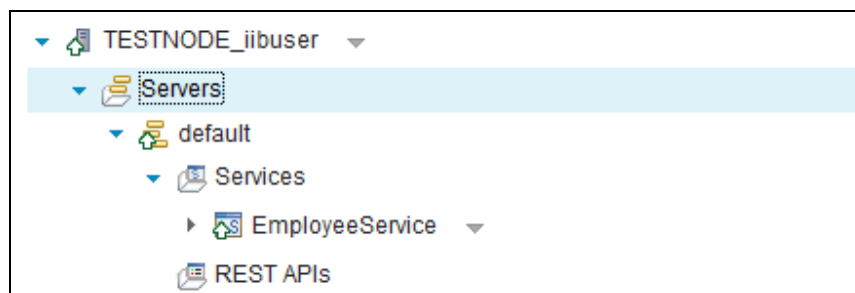 TESTNODE_iibuser
Servers
default
Services
EmployeeService
REST APIs